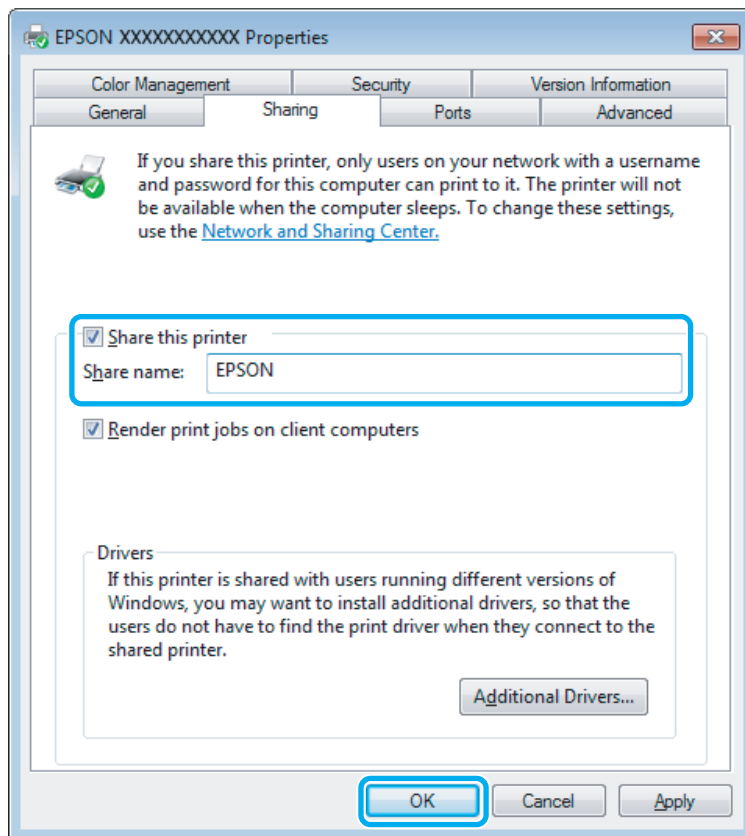 EPSON XXXXXXXXXXX Properties
Color Management Security Version Information
General Sharing Ports Advanced
If you share this printer, only users on your network with a username
and password for this computer can print to it. The printer will not
be available when the computer sleeps. To change these settings,
use the Network and Sharing Center.
Share this printer
Share name: EPSON
Render print jobs on client computers
Drivers
If this printer is shared with users running different versions of
Windows, you may want to install additional drivers, so that the
users do not have to find the print driver when they connect to the
shared printer.
Additional Drivers...
OK Cancel Apply